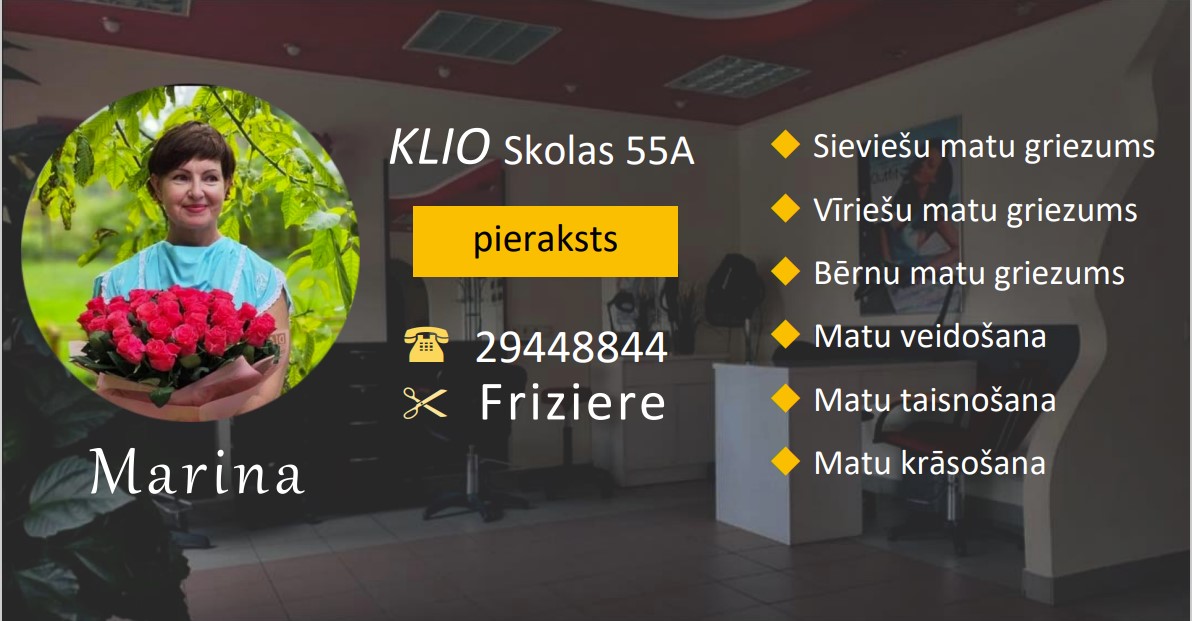 KLIO Skolas 55A
pieraksts
29448844
Friziere
Marina
Sieviešu matu griezums
Vīriešu matu griezums
Bērnu matu griezums
Matu veidošana
Matu taisnošana
Matu krāsošana